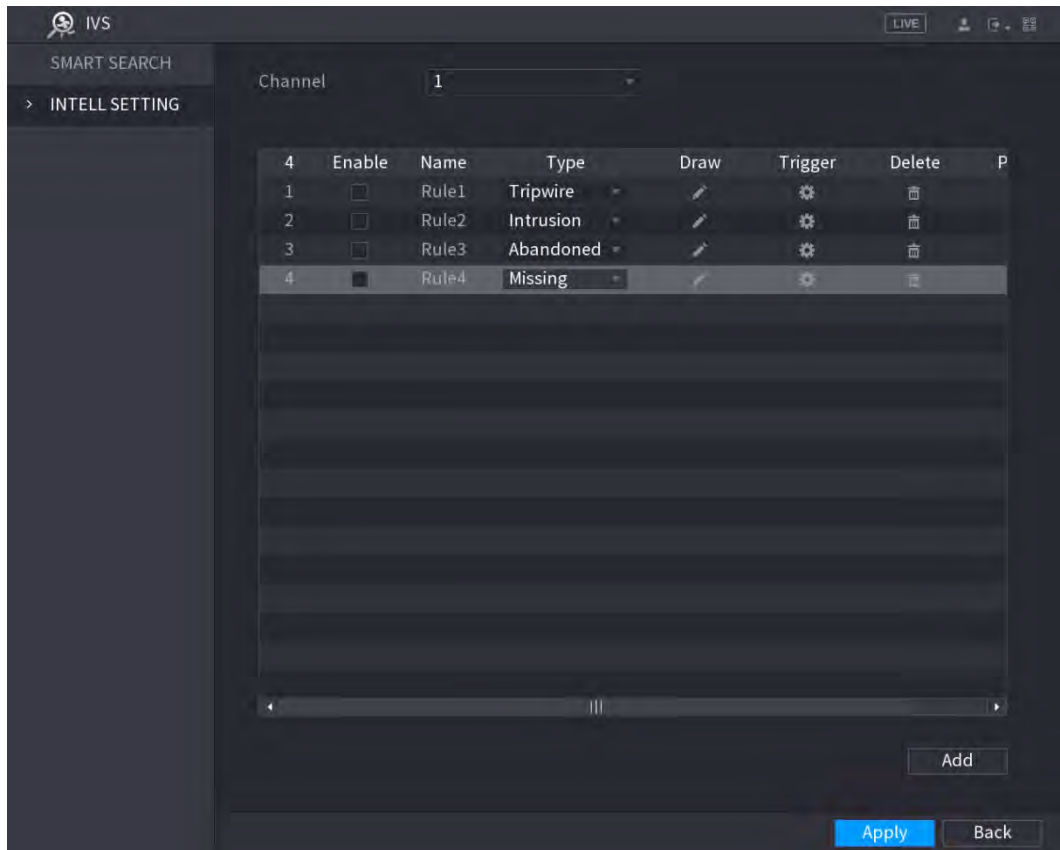 IVS LIVE
SMART SEARCH
INTELL SETTING
Channel 1
4 Enable Name Type Draw Trigger Delete P
1 Rule1 Tripwire
2 Rule2 Intrusion
3 Rule3 Abandoned
4 Rule4 Missing
Add
Apply Back